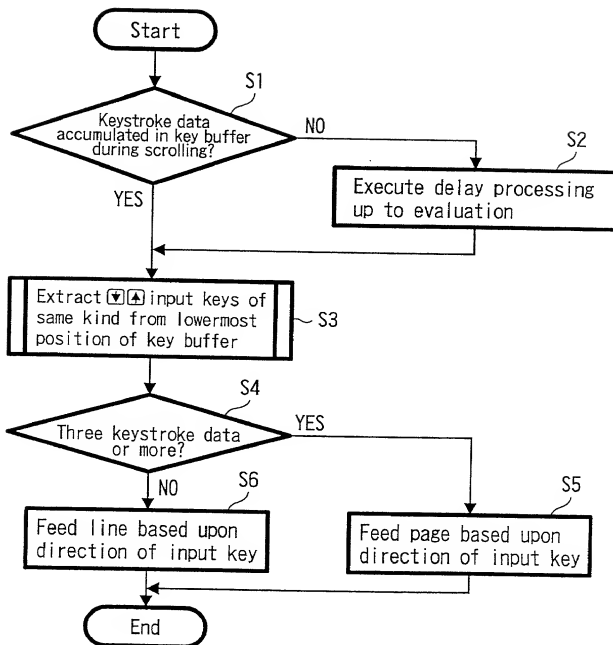 Start
S1
Keystroke data
accumulated in key buffer
during scrolling?
NO
YES
S2
Execute delay processing
up to evaluation
Extract ▼▲ input keys of
same kind from lowermost
position of key buffer
S3
S4
Three keystroke data
or more?
YES
NO
S6
Feed line based upon
direction of input key
S5
Feed page based upon
direction of input key
End